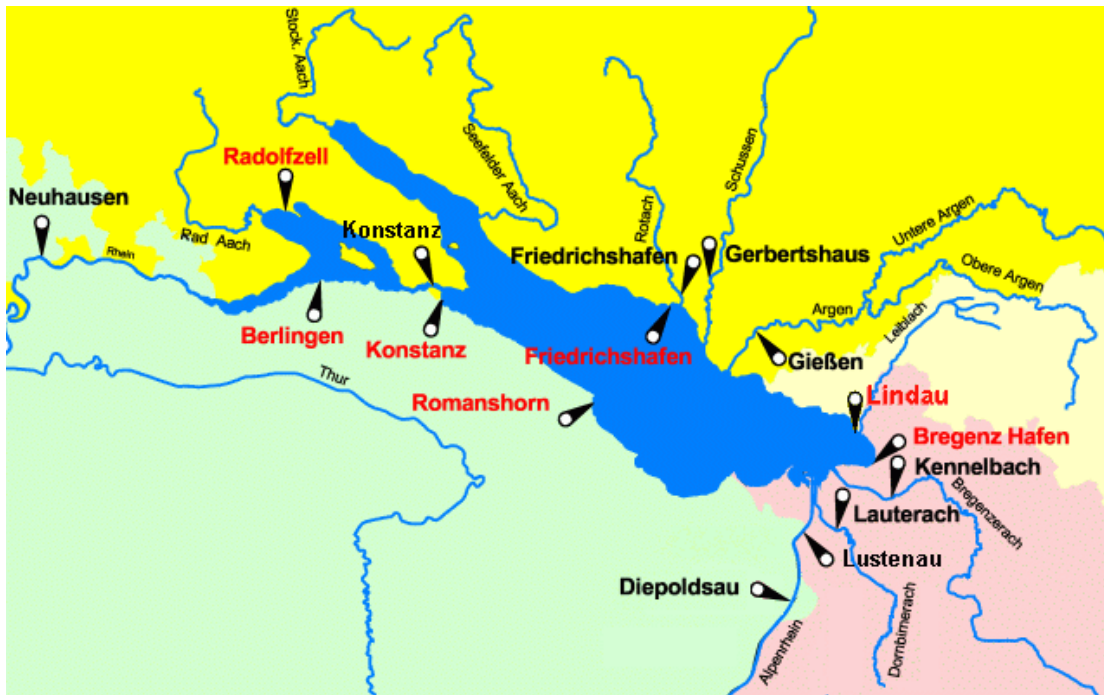 Stock. Aach
Seefelder Aach
Schussen
Radolfzell
Neuhausen
Rotach
Untere Argen
Konstanz
Rad. Aach
Rhein
Friedrichshafen
Gerbertshaus
Obere Argen
Argen
Leiblach
Berlingen
Konstanz
Friedrichshafen
Gießen
Thur
Romanshorn
Lindau
Bregenz Hafen
Kennelbach
Bregenzerach
Lauterach
Lustenau
Diepoldsau
Alpenrhein
Dornbirnerach